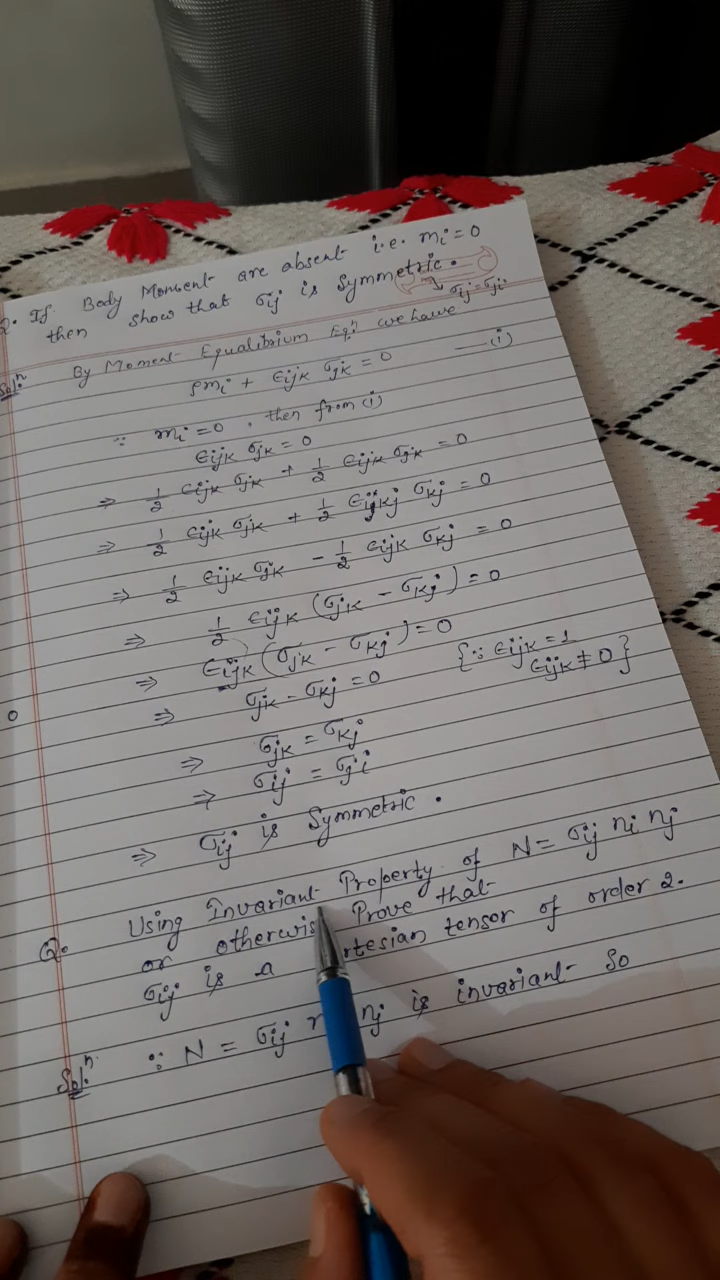 Q. If Body Moment are absent i.e. mᵢ = 0
then show that σᵢⱼ is Symmetric.
σᵢⱼ = σⱼᵢ
Solⁿ By Moment Equalibrium Eqⁿ we have
ρmᵢ + ϵᵢⱼₖ σⱼₖ = 0 —(i)
∵ mᵢ = 0, then from (i)
ϵᵢⱼₖ σⱼₖ = 0
⇒ 1/2 ϵᵢⱼₖ σⱼₖ + 1/2 ϵᵢⱼₖ σⱼₖ = 0
⇒ 1/2 ϵᵢⱼₖ σⱼₖ + 1/2 ϵᵢₖⱼ σₖⱼ = 0
⇒ 1/2 ϵᵢⱼₖ σⱼₖ - 1/2 ϵᵢⱼₖ σₖⱼ = 0
⇒ 1/2 ϵᵢⱼₖ (σⱼₖ - σₖⱼ) = 0
⇒ ϵᵢⱼₖ (σⱼₖ - σₖⱼ) = 0
⇒ σⱼₖ - σₖⱼ = 0 {∵ ϵᵢⱼₖ = 1
ϵᵢⱼₖ ≠ 0}
⇒ σⱼₖ = σₖⱼ
⇒ σᵢⱼ = σⱼᵢ
⇒ σᵢⱼ is Symmetric.
Q. Using Invariant Property of N = σᵢⱼ nᵢ nⱼ
or otherwis Prove that
σᵢⱼ is a rtesian tensor of order 2.
Solⁿ: ∵ N = σᵢⱼ n nⱼ is invariant So